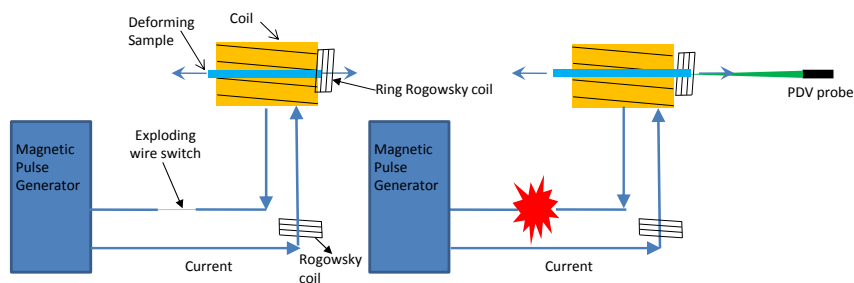 Deforming
Sample
Coil
Ring Rogowsky coil
Exploding
wire switch
Magnetic
Pulse
Generator
Current
Rogowsky
coil
PDV probe
Magnetic
Pulse
Generator
Current